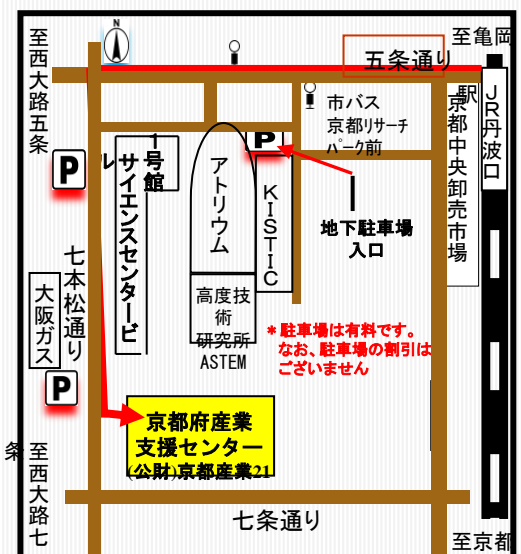 N
至亀岡
五条通り
至西大路五条
JR丹波口駅
市バス
京都リサーチ
パーク前
京都中央卸売市場
P
1号館
サイエンスセンタービル
アトリウム
P
KISTIC
地下駐車場
入口
七本松通り
大阪ガス
高度技
術
研究所
ASTEM
*駐車場は有料です。
なお、駐車場の割引は
ございません
P
京都府産業
支援センター
(公財)京都産業21
至西大路七条
七条通り
至京都